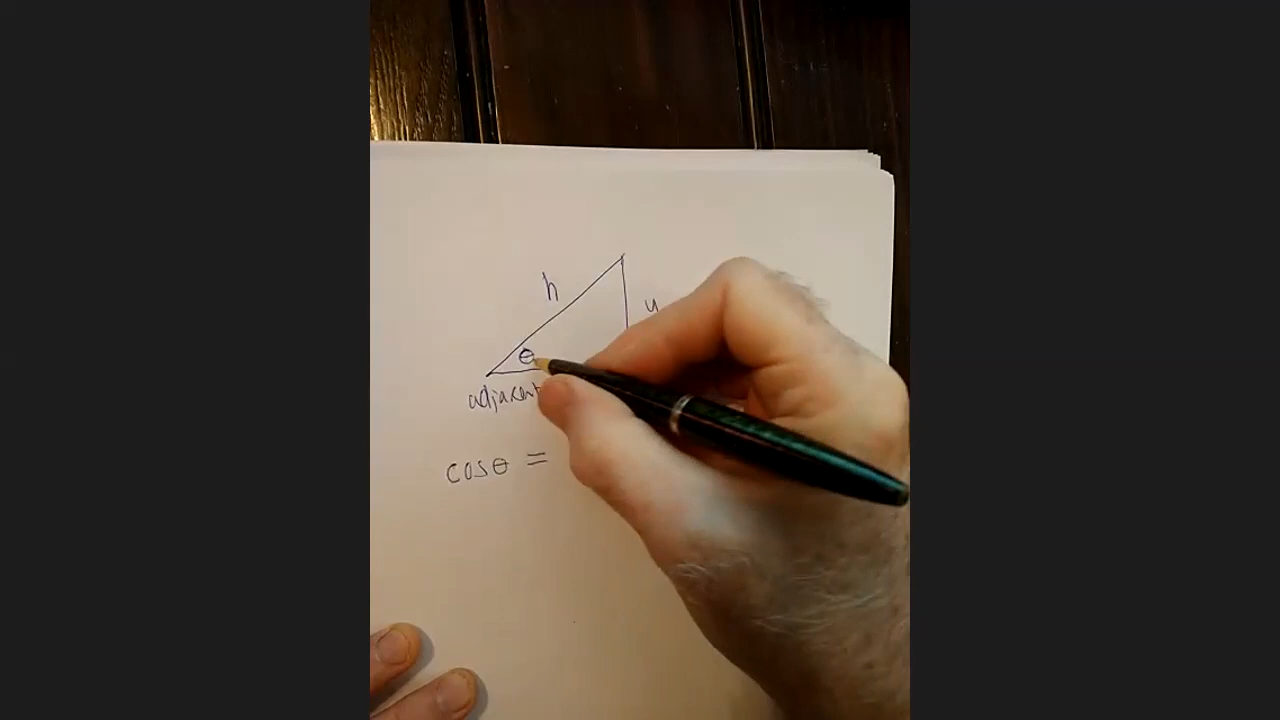 h
y
θ
adjacent
cosθ =